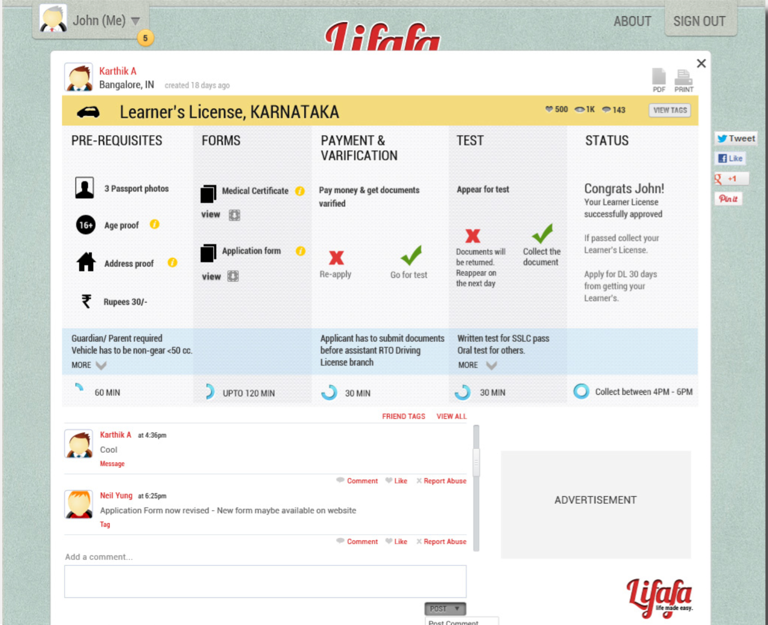 John (Me)
5
Lifafa
ABOUT
SIGN OUT
Karthik A
Bangalore, IN
created 18 days ago
PDF
PRINT
Learner's License, KARNATAKA
500
1K
143
VIEW TAGS
Tweet
Like
+1
Pin it
PRE-REQUISITES
3 Passport photos
16+
Age proof
Address proof
₹
Rupees 30/-
Guardian/ Parent required
Vehicle has to be non-gear <50 cc.
MORE
60 MIN
FORMS
Medical Certificate
view
Application form
view
UPTO 120 MIN
PAYMENT &
VARIFICATION
Pay money & get documents
varified
Re-apply
Go for test
Applicant has to submit documents
before assistant RTO Driving
License branch
30 MIN
TEST
Appear for test
Documents will
be returned.
Reappear on
the next day
Collect the
document
Written test for SSLC pass
Oral test for others.
MORE
30 MIN
STATUS
Congrats John!
Your Learner License
successfully approved
If passed collect your
Learner's License.
Apply for DL 30 days
from getting your
Learner's.
Collect between 4PM - 6PM
FRIEND TAGS
VIEW ALL
Karthik A at 4:36pm
Cool
Message
Comment
Like
Report Abuse
Neil Yung at 6:25pm
Application Form now revised - New form maybe available on website
Tag
Comment
Like
Report Abuse
Add a comment...
POST
Post Comment
ADVERTISEMENT
Lifafa
life made easy.